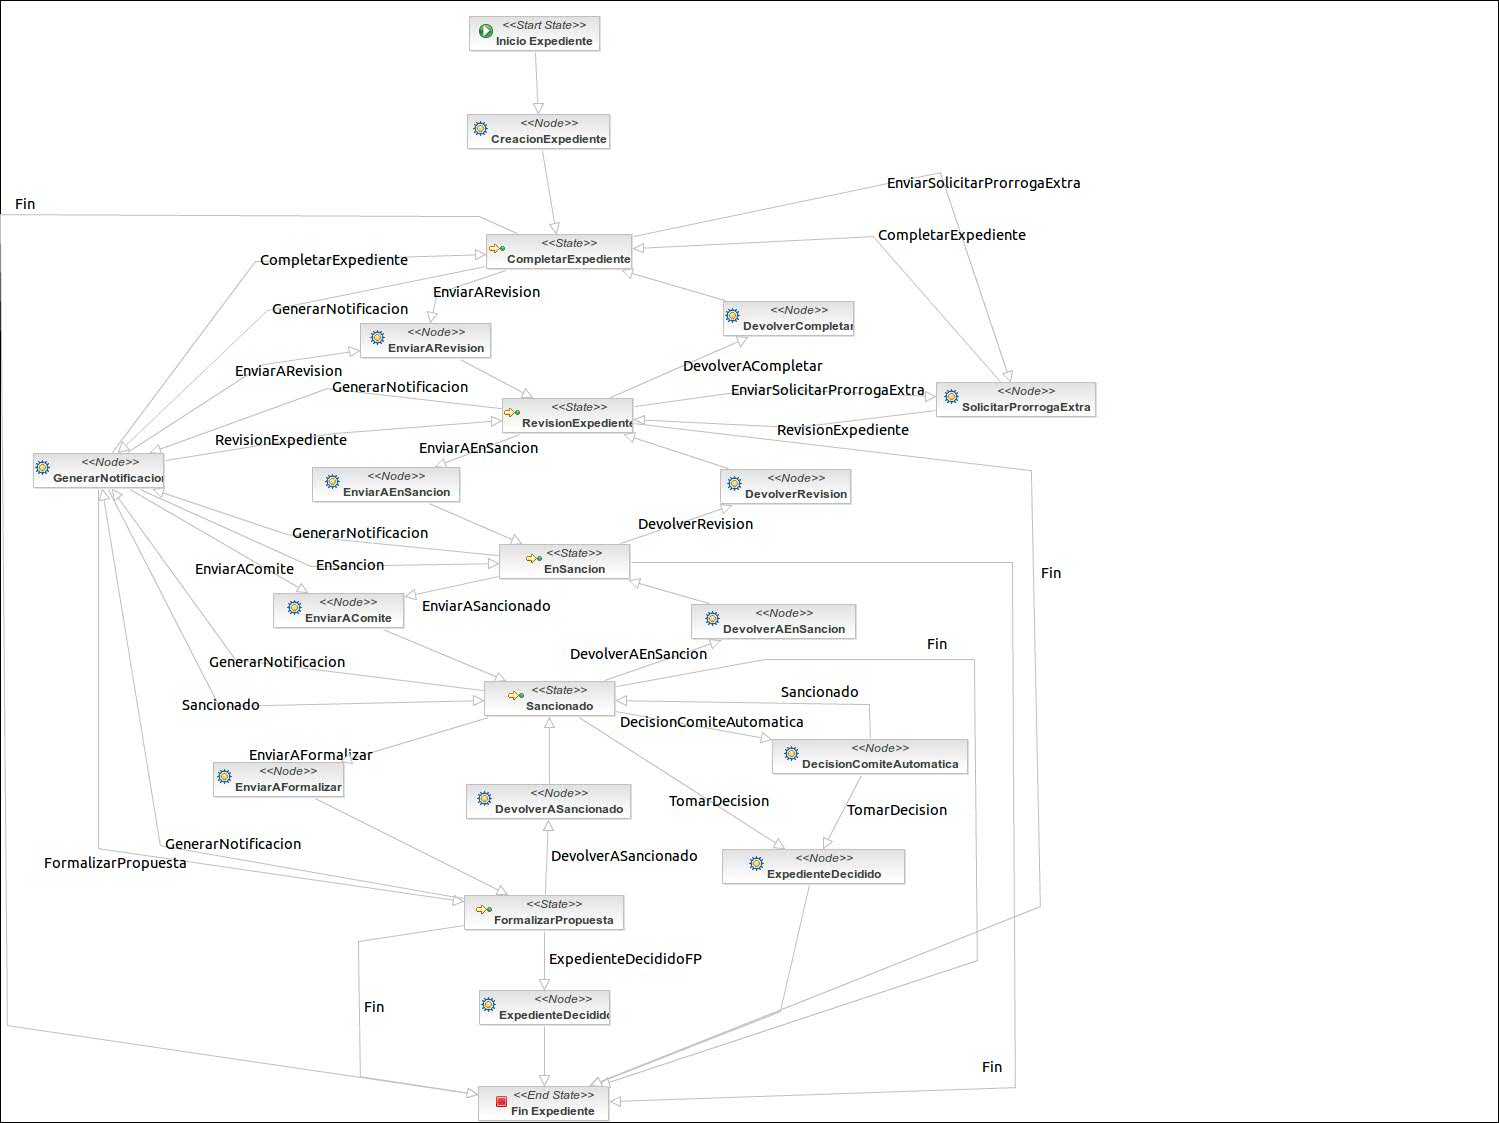 <<Start State>>
Inicio Expediente
<<Node>>
CreacionExpediente
EnviarSolicitarProrrogaExtra
Fin
<<State>>
CompletarExpediente
CompletarExpediente
CompletarExpediente
EnviarARevision
GenerarNotificacion
<<Node>>
DevolverCompletar
<<Node>>
EnviarARevision
EnviarARevision
DevolverACompletar
GenerarNotificacion
EnviarSolicitarProrrogaExtra
<<Node>>
SolicitarProrrogaExtra
<<State>>
RevisionExpediente
RevisionExpediente
RevisionExpediente
EnviarAEnSancion
<<Node>>
GenerarNotificacion
<<Node>>
EnviarAEnSancion
<<Node>>
DevolverRevision
DevolverRevision
GenerarNotificacion
<<State>>
EnSancion
EnviarAComite
EnSancion
Fin
<<Node>>
EnviarAComite
EnviarASancionado
<<Node>>
DevolverAEnSancion
Fin
DevolverAEnSancion
GenerarNotificacion
<<State>>
Sancionado
Sancionado
Sancionado
DecisionComiteAutomatica
EnviarAFormalizar
<<Node>>
DecisionComiteAutomatica
<<Node>>
EnviarAFormalizar
<<Node>>
DevolverASancionado
TomarDecision
TomarDecision
GenerarNotificacion
FormalizarPropuesta
DevolverASancionado
<<Node>>
ExpedienteDecidido
<<State>>
FormalizarPropuesta
ExpedienteDecididoFP
<<Node>>
ExpedienteDecidido
Fin
Fin
<<End State>>
Fin Expediente